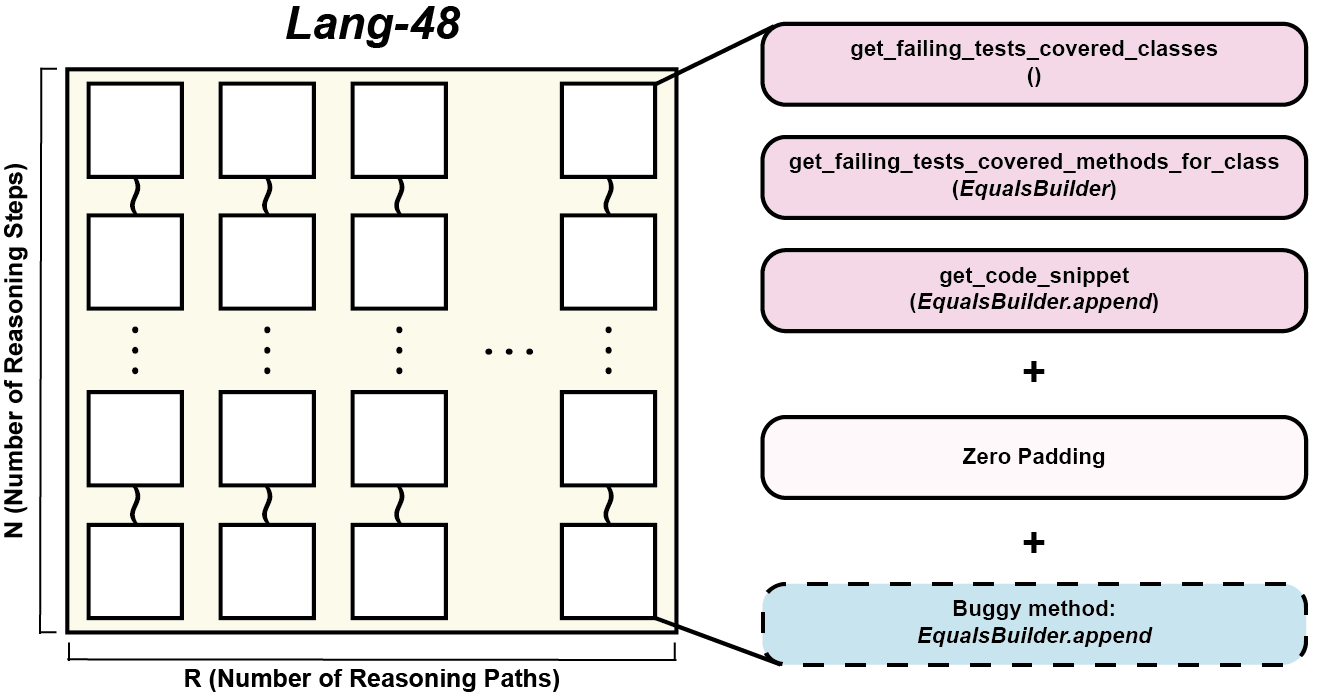 Lang-48
N (Number of Reasoning Steps)
R (Number of Reasoning Paths)
get_failing_tests_covered_classes
()
get_failing_tests_covered_methods_for_class
(EqualsBuilder)
get_code_snippet
(EqualsBuilder.append)
+
Zero Padding
+
Buggy method:
EqualsBuilder.append